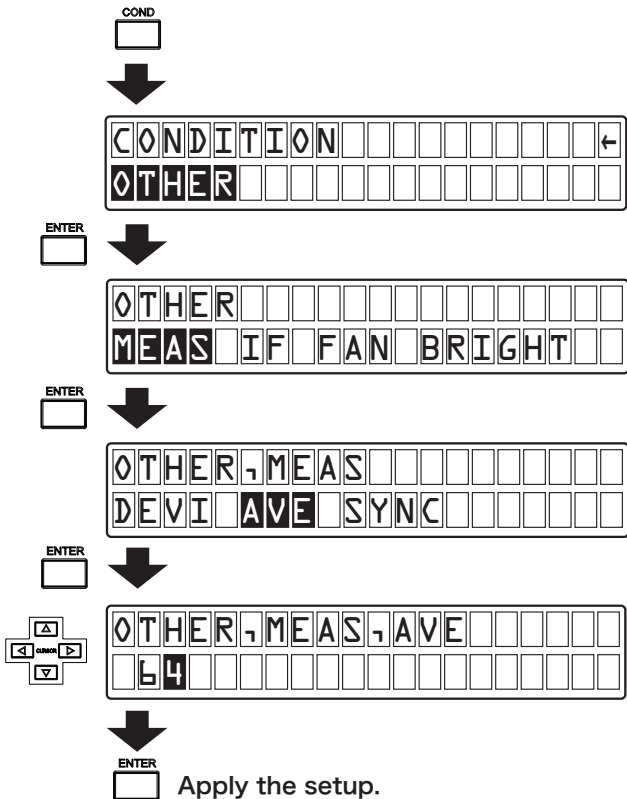 COND
CONDITION ←
OTHER
ENTER
OTHER
MEAS IF FAN BRIGHT
ENTER
OTHER,MEAS
DEVI AVE SYNC
ENTER
OTHER,MEAS,AVE
CURSOR
64
ENTER
Apply the setup.